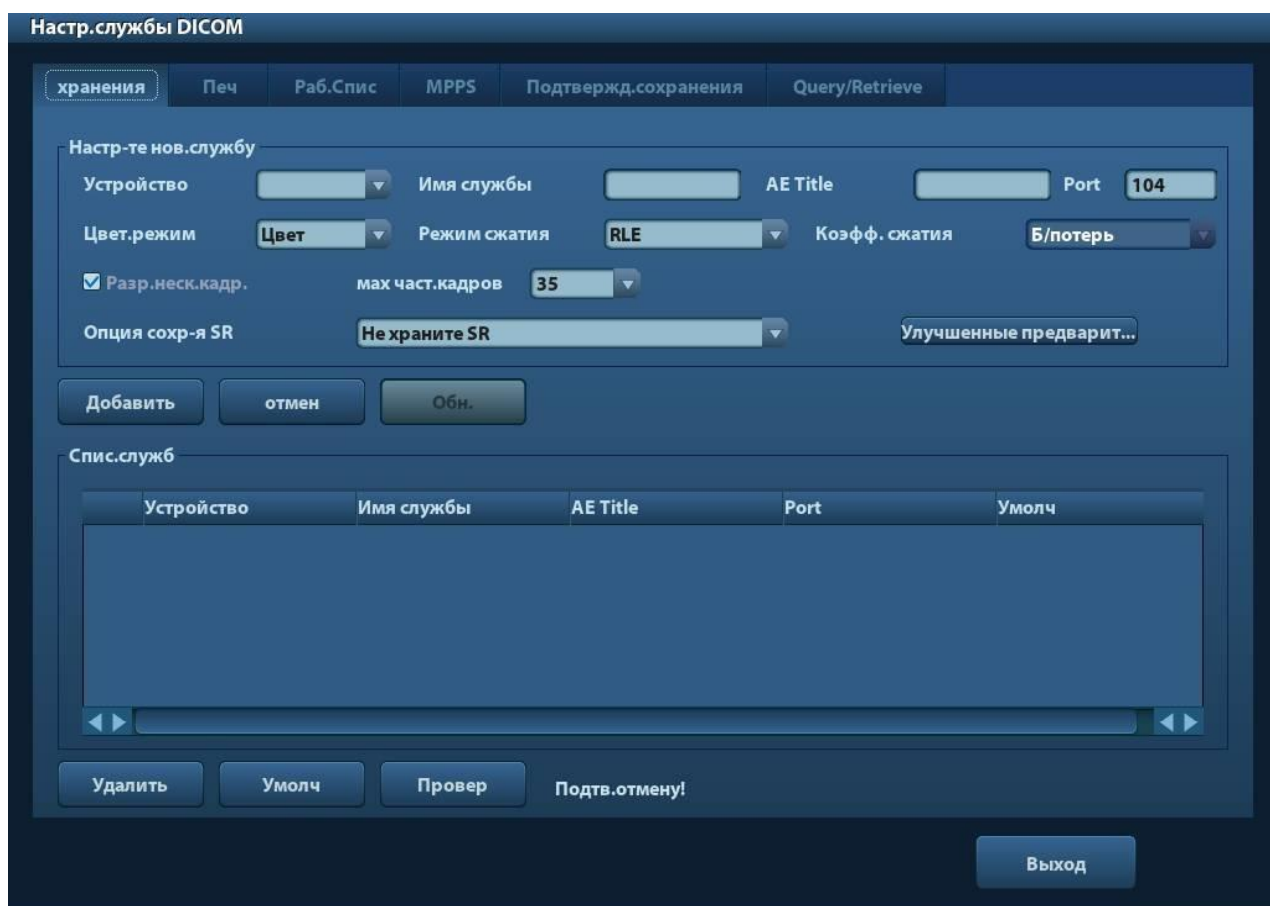 Настр.службы DICOM
хранения Печ Раб.Спис MPPS Подтвержд.сохранения Query/Retrieve
Настр-те нов.службу
Устройство Имя службы AE Title Port 104
Цвет.режим Цвет Режим сжатия RLE Коэфф. сжатия Б/потерь
Разр.неск.кадр. мах част.кадров 35
Опция сохр-я SR Не храните SR Улучшенные предварит...
Добавить отмен Обн.
Спис.служб
Устройство Имя службы AE Title Port Умолч
Удалить Умолч Провер Подтв.отмену!
Выход